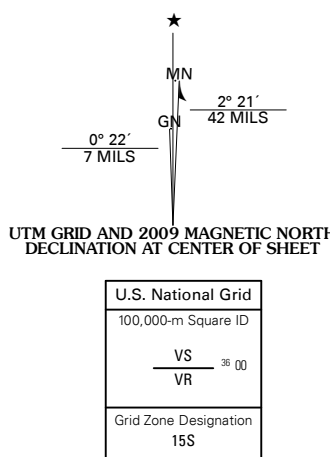 ★
MN
2° 21´
42 MILS
GN
0° 22´
7 MILS
UTM GRID AND 2009 MAGNETIC NORTH
DECLINATION AT CENTER OF SHEET
U.S. National Grid
100,000-m Square ID
VS
36 00
VR
Grid Zone Designation
15S